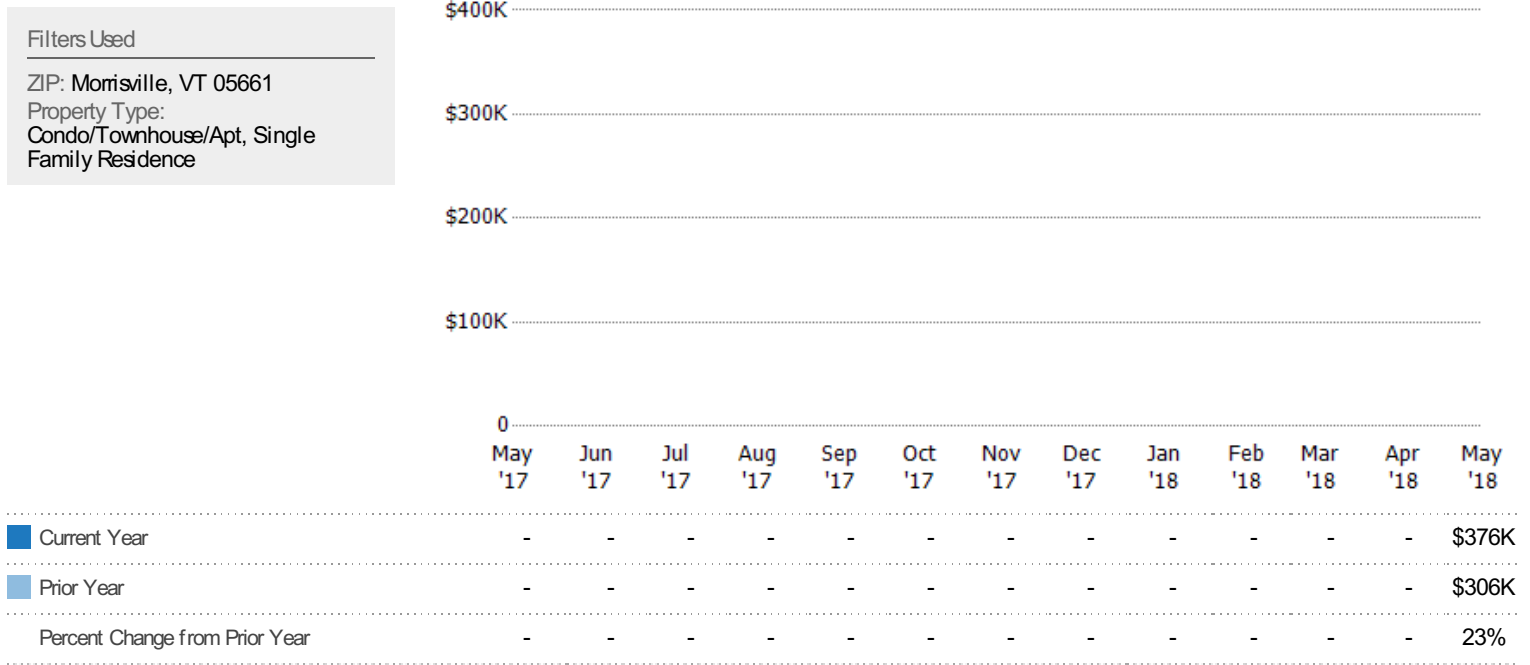 Filters Used
ZIP: Morrisville, VT 05661
Property Type:
Condo/Townhouse/Apt, Single
Family Residence
$400K
$300K
$200K
$100K
0
May Jun Jul Aug Sep Oct Nov Dec Jan Feb Mar Apr May
'17 '17 '17 '17 '17 '17 '17 '17 '18 '18 '18 '18 '18
Current Year - - - - - - - - - - - - $376K
Prior Year - - - - - - - - - - - - $306K
Percent Change from Prior Year - - - - - - - - - - - - 23%